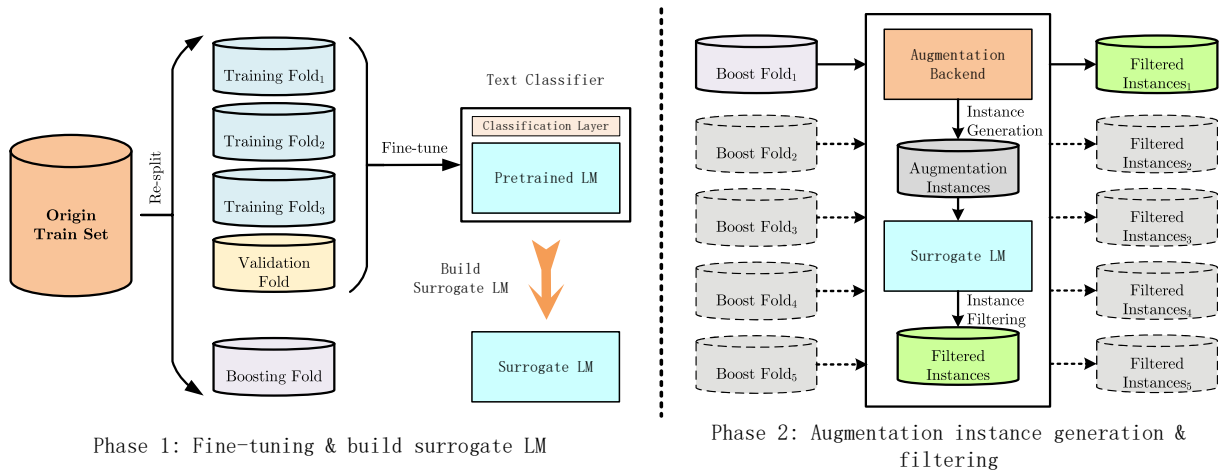 Origin
Train Set
Re-split
Training Fold₁
Training Fold₂
Training Fold₃
Validation
Fold
Boosting Fold
Fine-tune
Text Classifier
Classification Layer
Pretrained LM
Build
Surrogate LM
Surrogate LM
Phase 1: Fine-tuning & build surrogate LM
Boost Fold₁
Boost Fold₂
Boost Fold₃
Boost Fold₄
Boost Fold₅
Augmentation
Backend
Instance
Generation
Augmentation
Instances
Surrogate LM
Instance
Filtering
Filtered
Instances
Filtered
Instances₁
Filtered
Instances₂
Filtered
Instances₃
Filtered
Instances₄
Filtered
Instances₅
Phase 2: Augmentation instance generation &
filtering